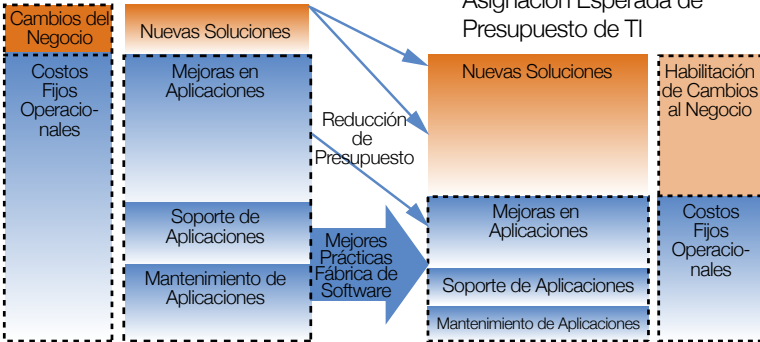 Asignación Esperada de
Presupuesto de TI
Cambios del
Negocio
Costos
Fijos
Operacio-
nales
Nuevas Soluciones
Mejoras en
Aplicaciones
Soporte de
Aplicaciones
Mantenimiento de
Aplicaciones
Reducción
de
Presupuesto
Mejores
Prácticas
Fábrica de
Software
Nuevas Soluciones
Mejoras en
Aplicaciones
Soporte de Aplicaciones
Mantenimiento de Aplicaciones
Habilitación
de Cambios
al Negocio
Costos
Fijos
Operacio-
nales